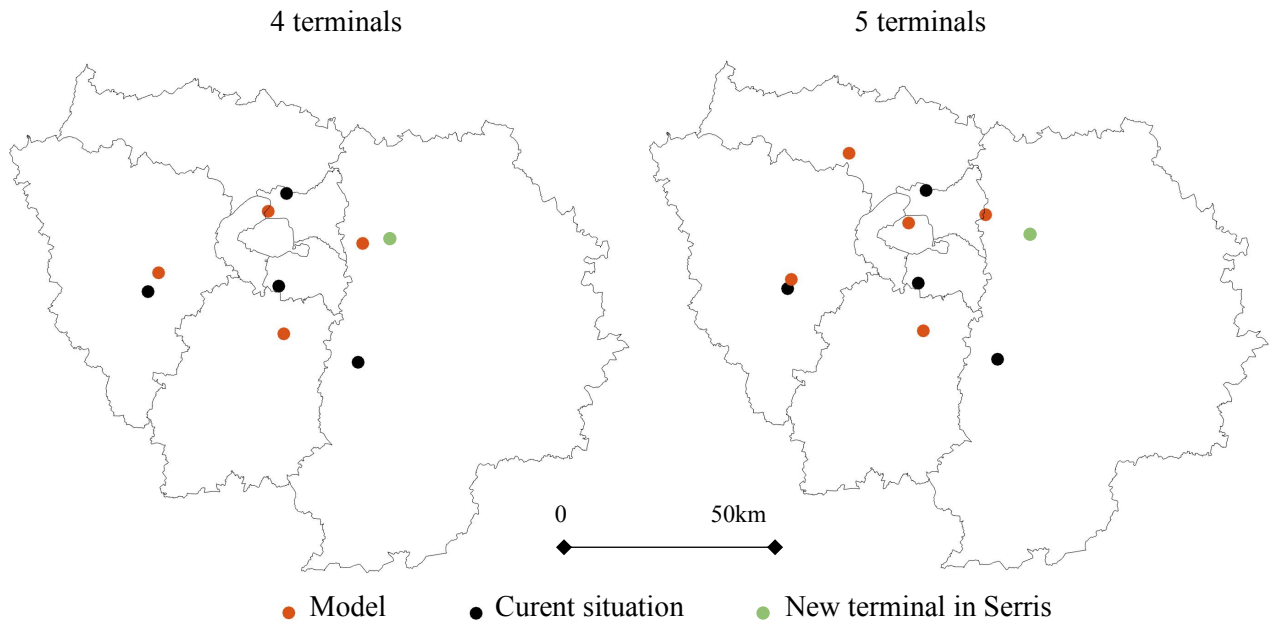 4 terminals
5 terminals
0
50km
Model
Curent situation
New terminal in Serris